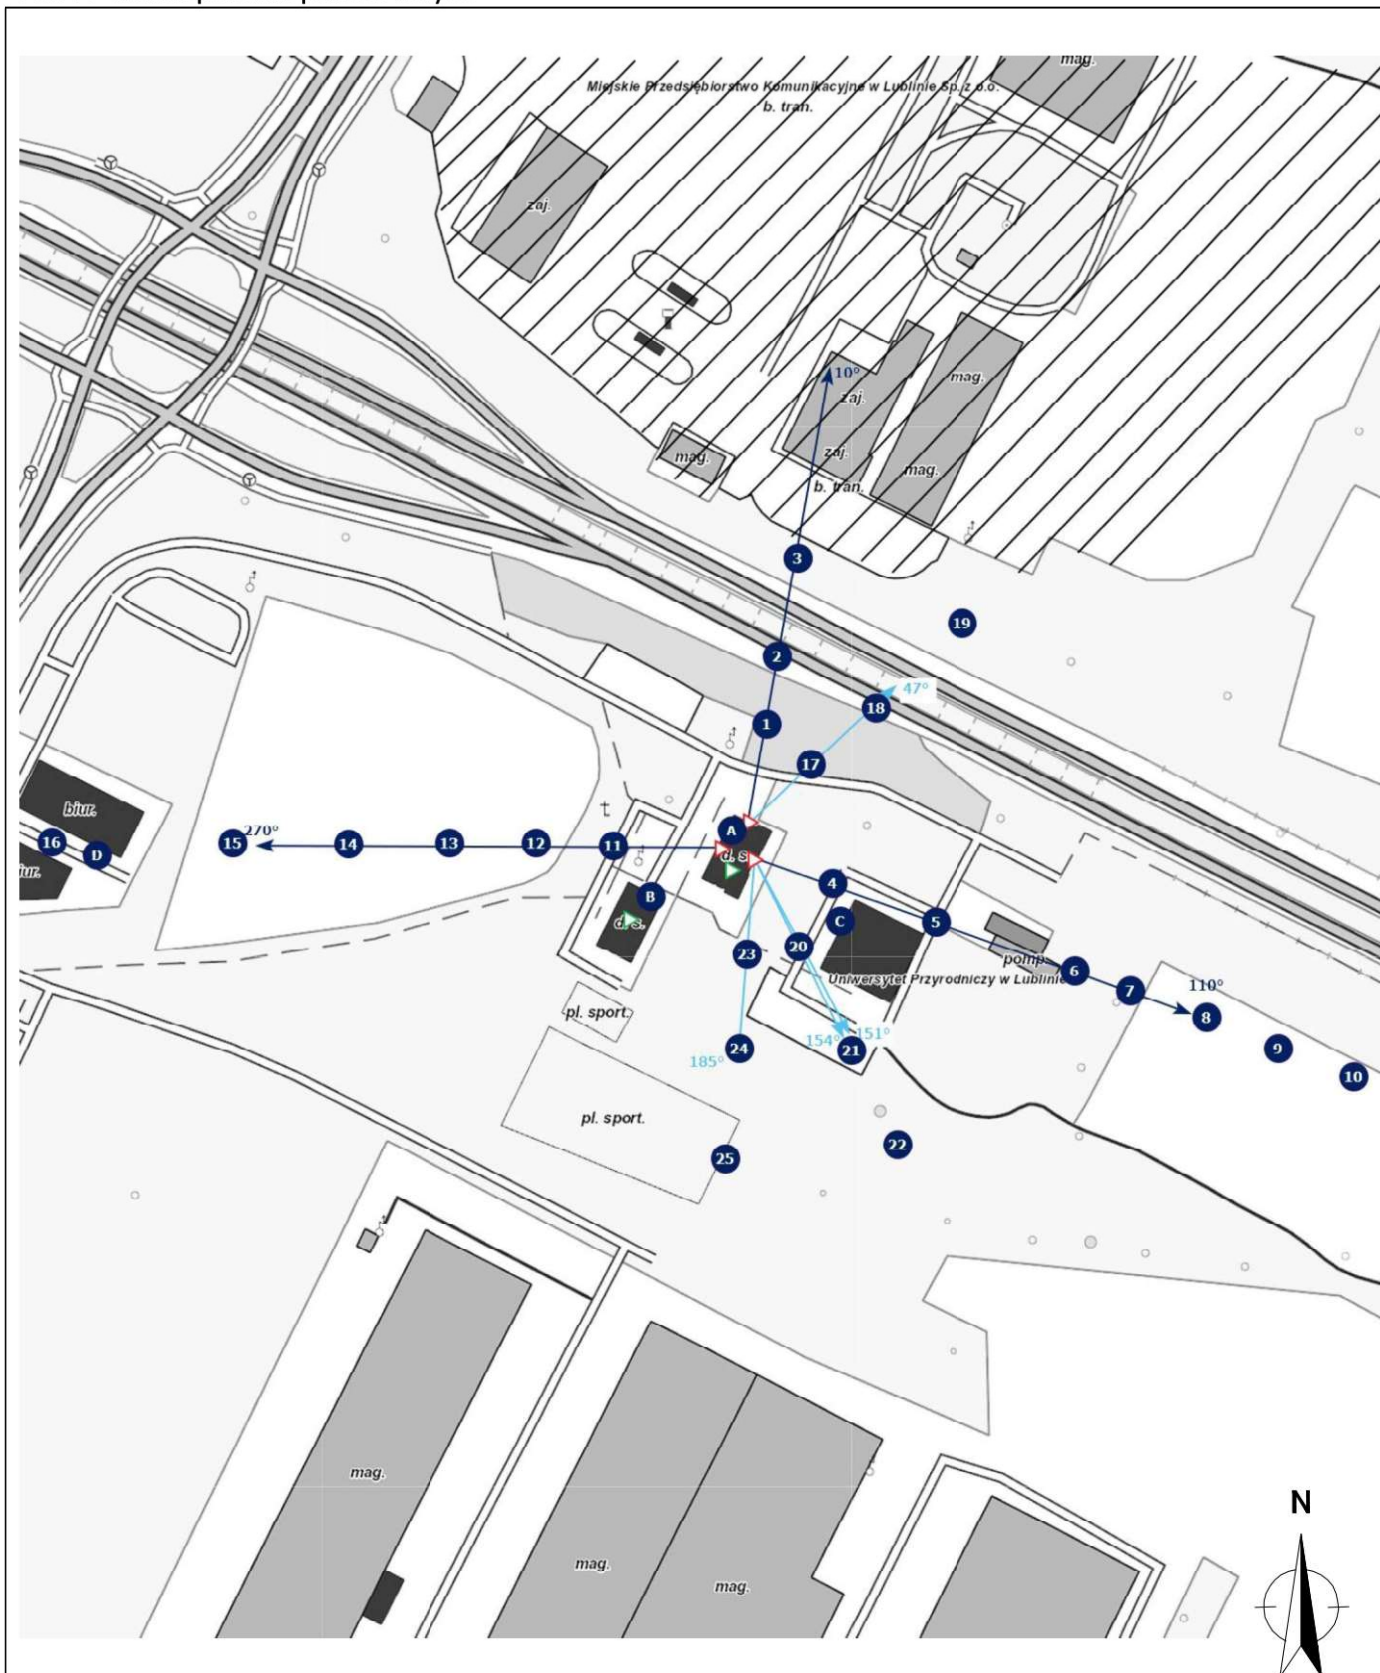 mag.
Miejskie Przedsiębiorstwo Komunikacyjne w Lublinie Sp. z o.o.
b. tran.
zaj.
10°
mag.
zaj.
zaj.
mag.
mag.
b. tran.
3
19
2
47°
18
1
17
biur.
270°
16
D
15
14
13
12
11
A
d. s.
4
B
d. s.
C
5
23
20
pomp
6
Uniwersytet Przyrodniczy w Lublinie
7
110°
8
pl. sport.
154°
151°
185°
24
21
9
10
pl. sport.
22
25
mag.
mag.
mag.
N